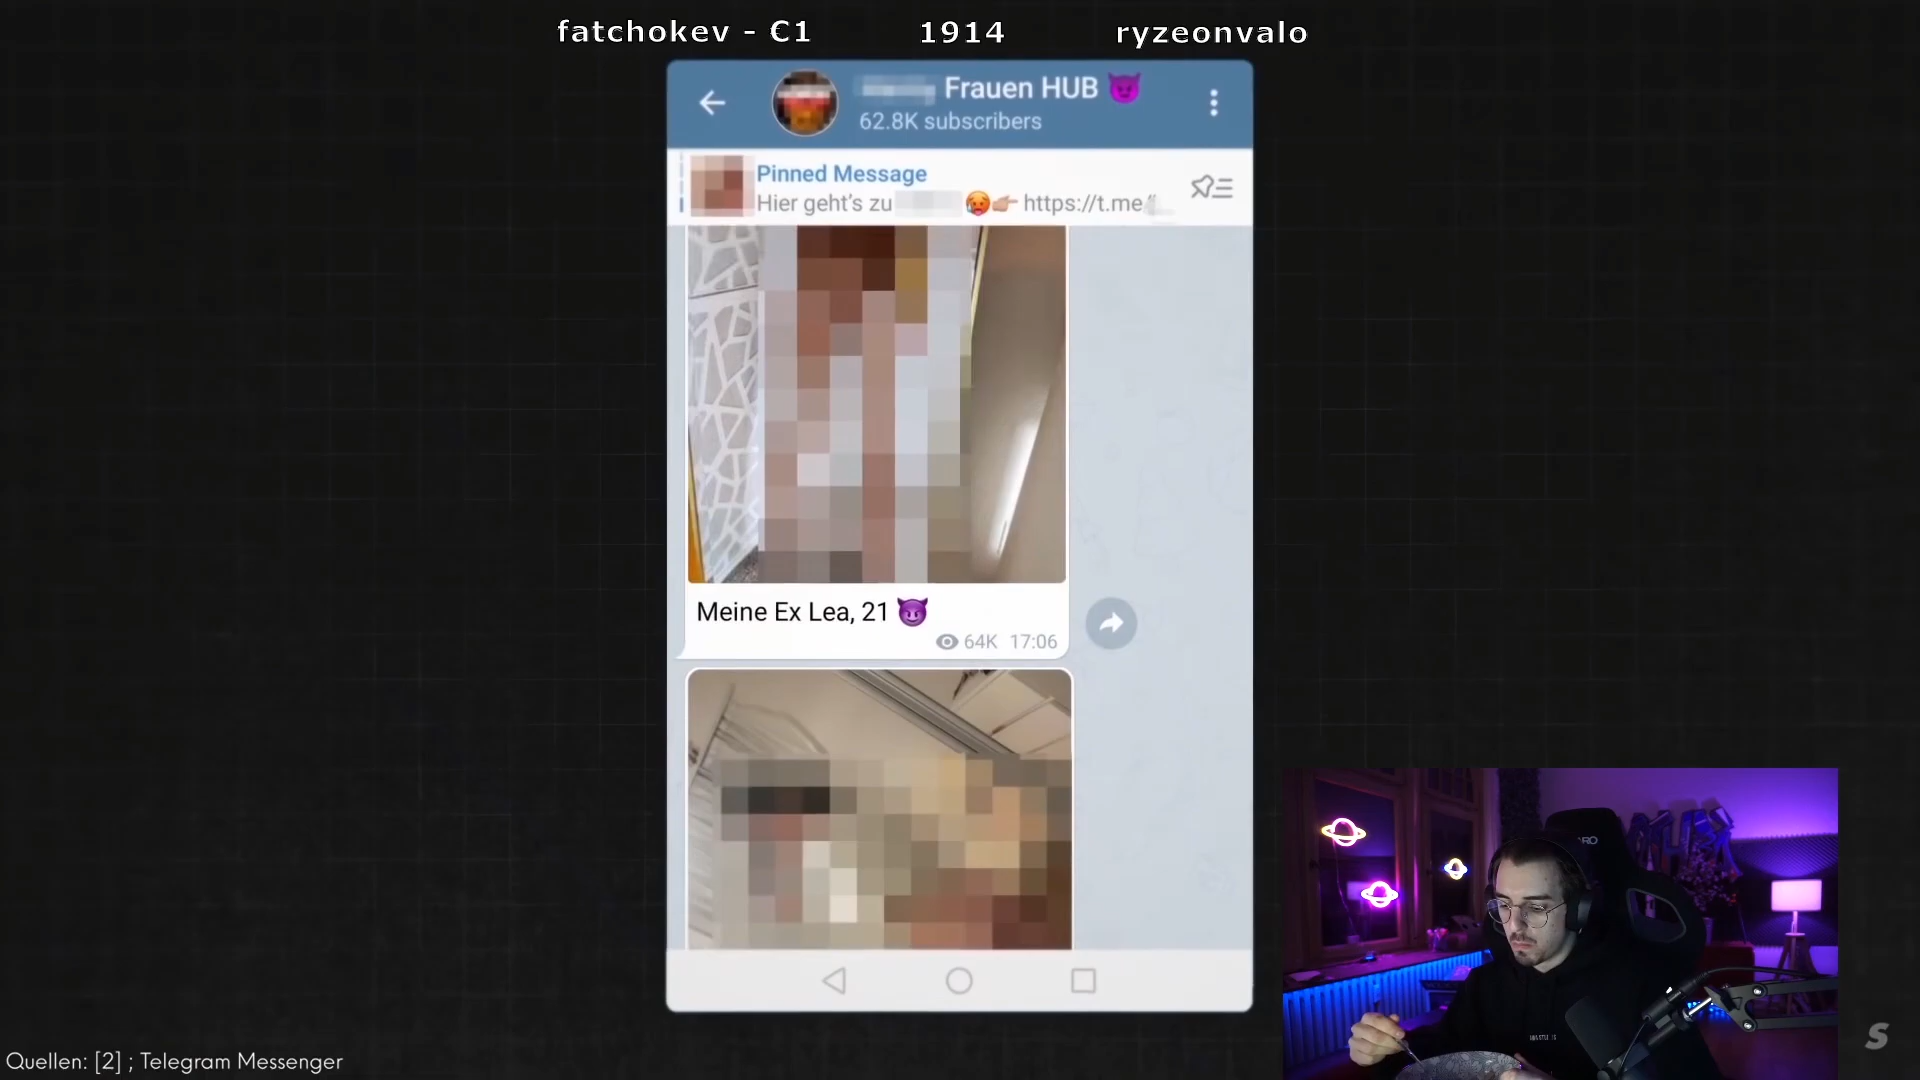 fatchokev - €1 1914 ryzeonvalo
Frauen HUB 😈
62.8K subscribers
Pinned Message
Hier geht's zu 🥵👉 https://t.me/
Meine Ex Lea, 21 😈
64K 17:06
Quellen: [2] ; Telegram Messenger
S